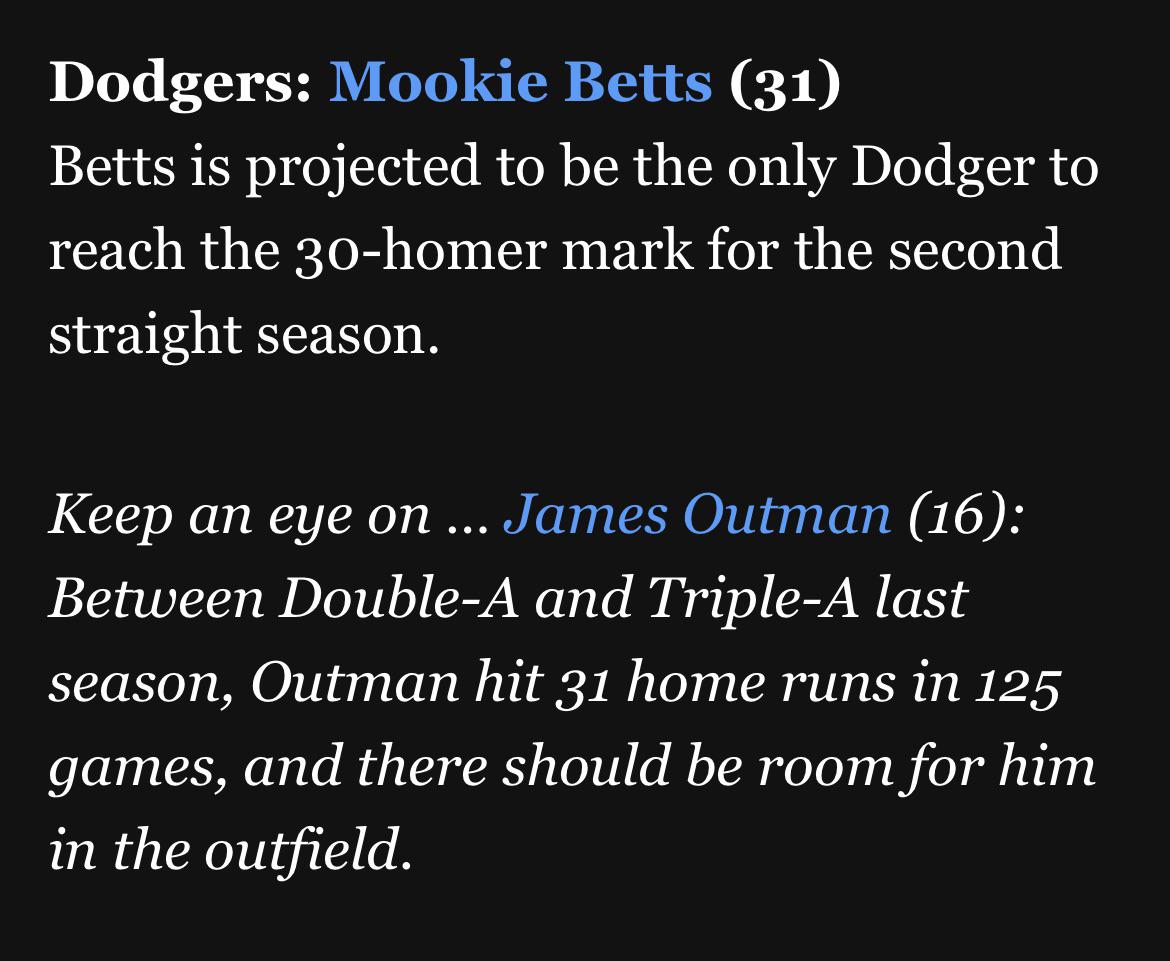 Dodgers: Mookie Betts (31)
Betts is projected to be the only Dodger to
reach the 30-homer mark for the second
straight season.
Keep an eye on ... James Outman (16):
Between Double-A and Triple-A last
season, Outman hit 31 home runs in 125
games, and there should be room for him
in the outfield.